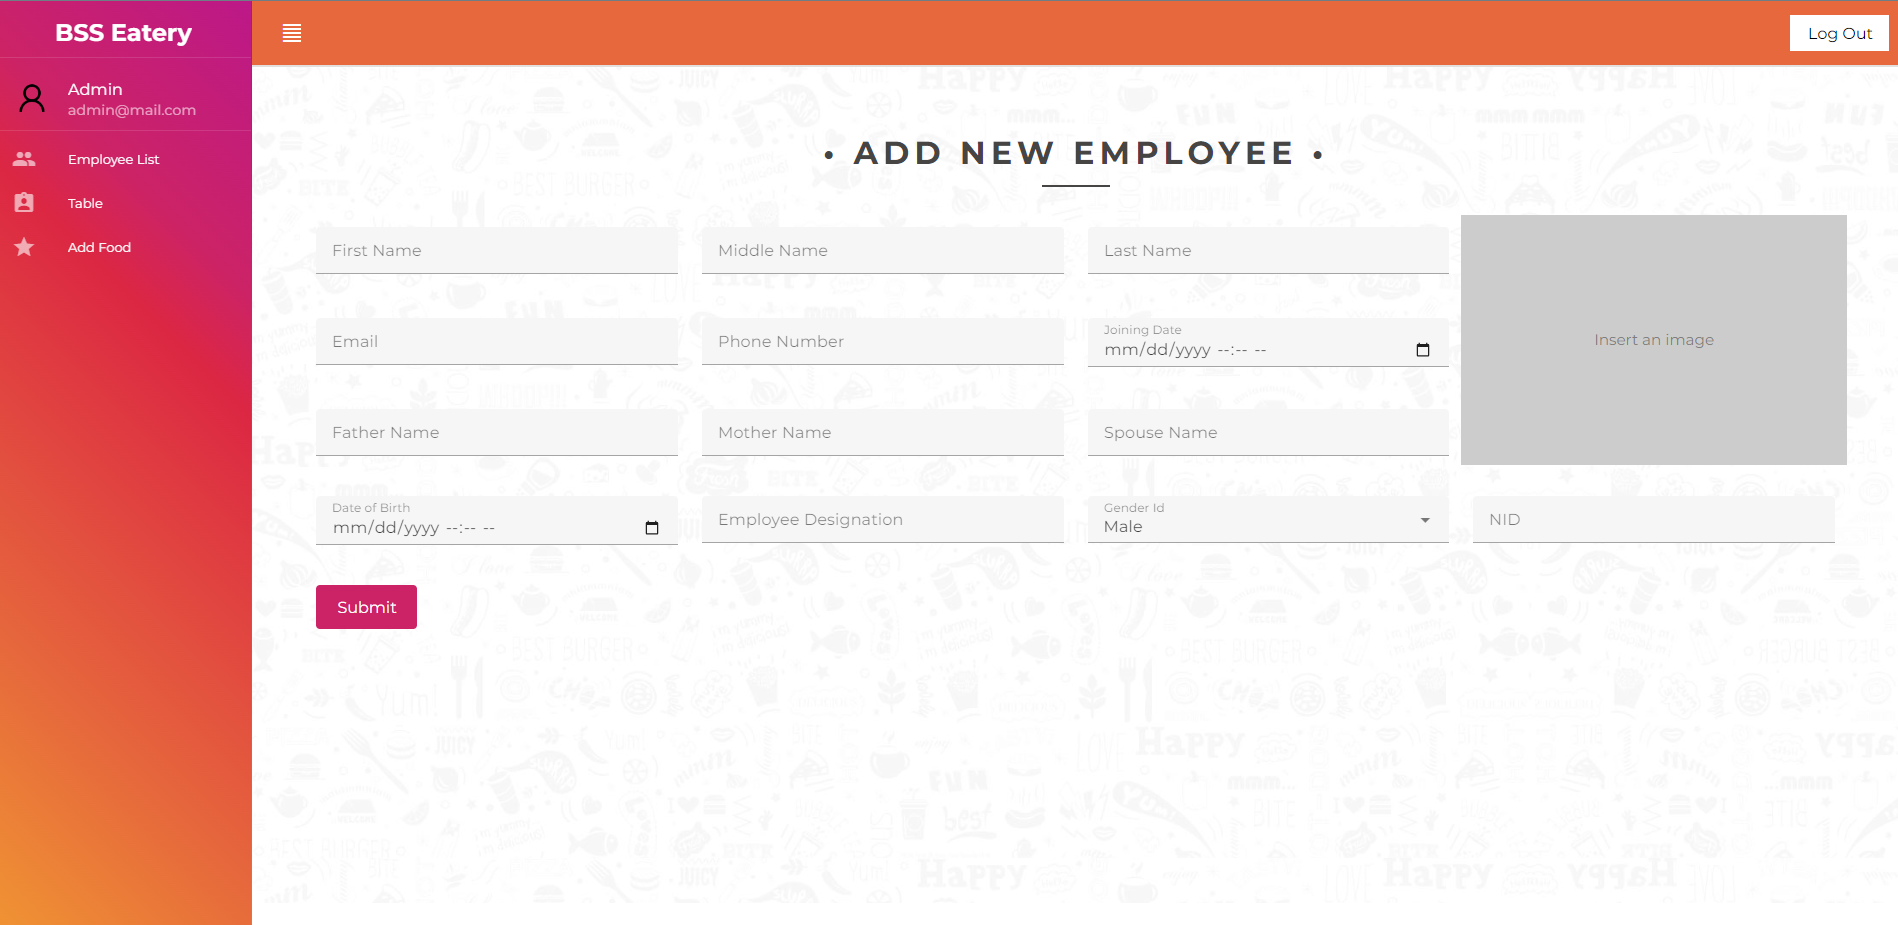 BSS Eatery
Log Out
Admin
admin@mail.com
Employee List
Table
Add Food
• ADD NEW EMPLOYEE •
First Name
Middle Name
Last Name
Insert an image
Email
Phone Number
Joining Date
mm/dd/yyyy --:-- --
Father Name
Mother Name
Spouse Name
Date of Birth
mm/dd/yyyy --:-- --
Employee Designation
Gender Id
Male
NID
Submit